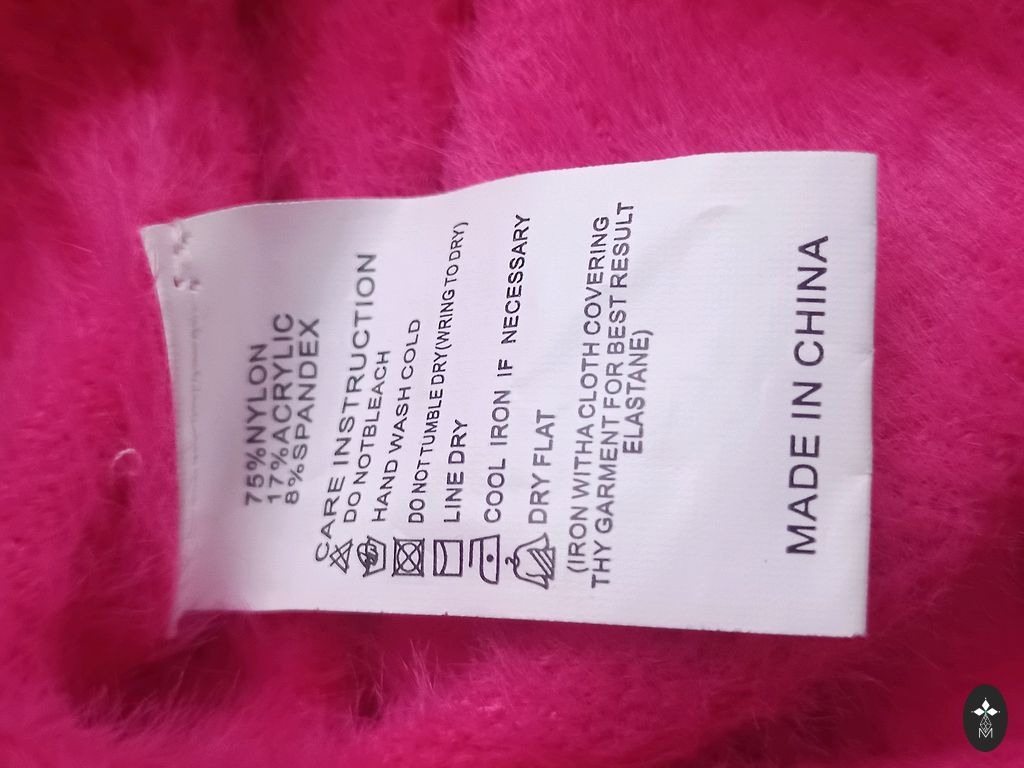 75%NYLON
17%ACRYLIC
8%SPANDEX
CARE INSTRUCTION
DO NOTBLEACH
HAND WASH COLD
DO NOT TUMBLE DRY(WRING TO DRY)
LINE DRY
COOL IRON IF NECESSARY
DRY FLAT
(IRON WITHA CLOTH COVERING
THY GARMENT FOR BEST RESULT
ELASTANE)
MADE IN CHINA
M